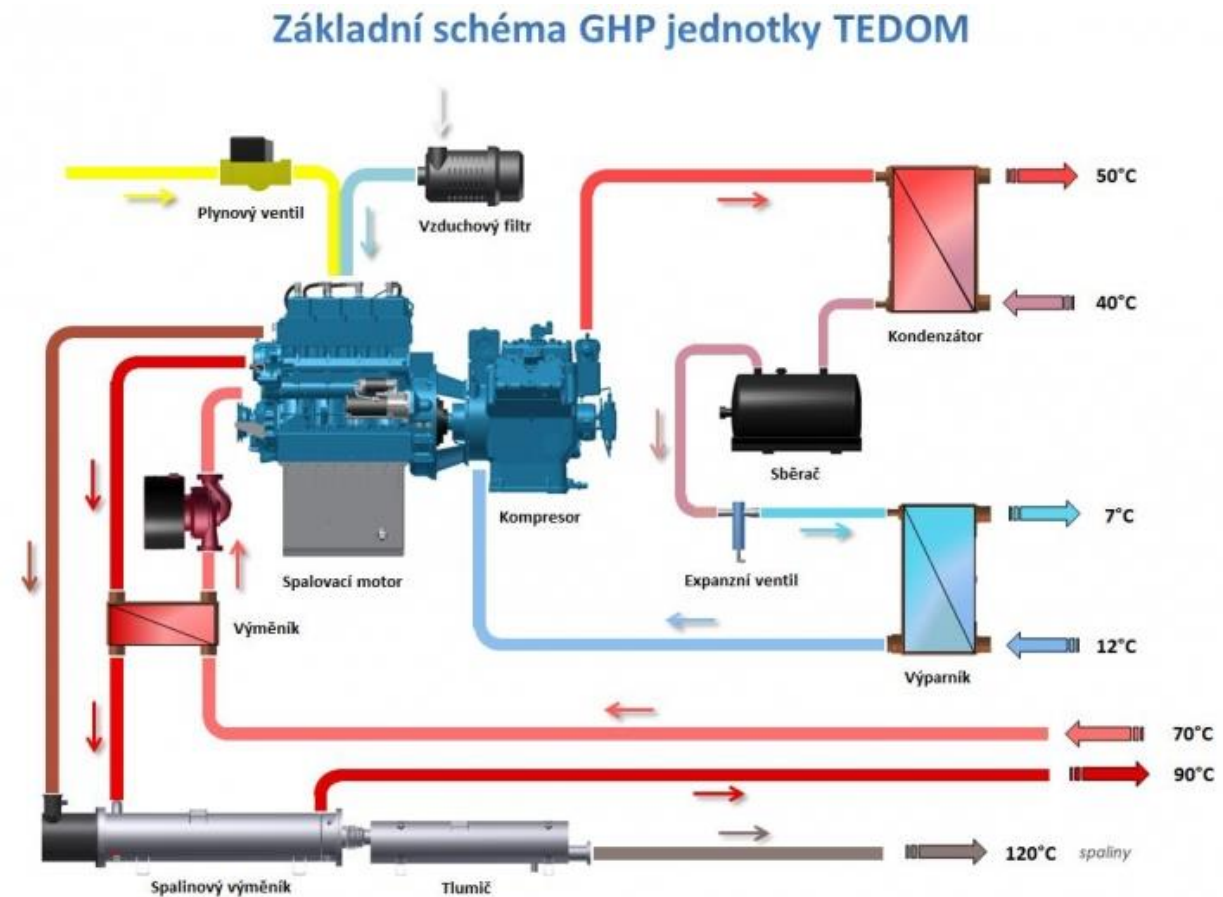 Základní schéma GHP jednotky TEDOM
Plynový ventil
Vzduchový filtr
50°C
40°C
Kondenzátor
Sběrač
Kompresor
Spalovací motor
Expanzní ventil
7°C
12°C
Výparník
Výměník
70°C
90°C
120°C spaliny
Spalinový výměník
Tlumič